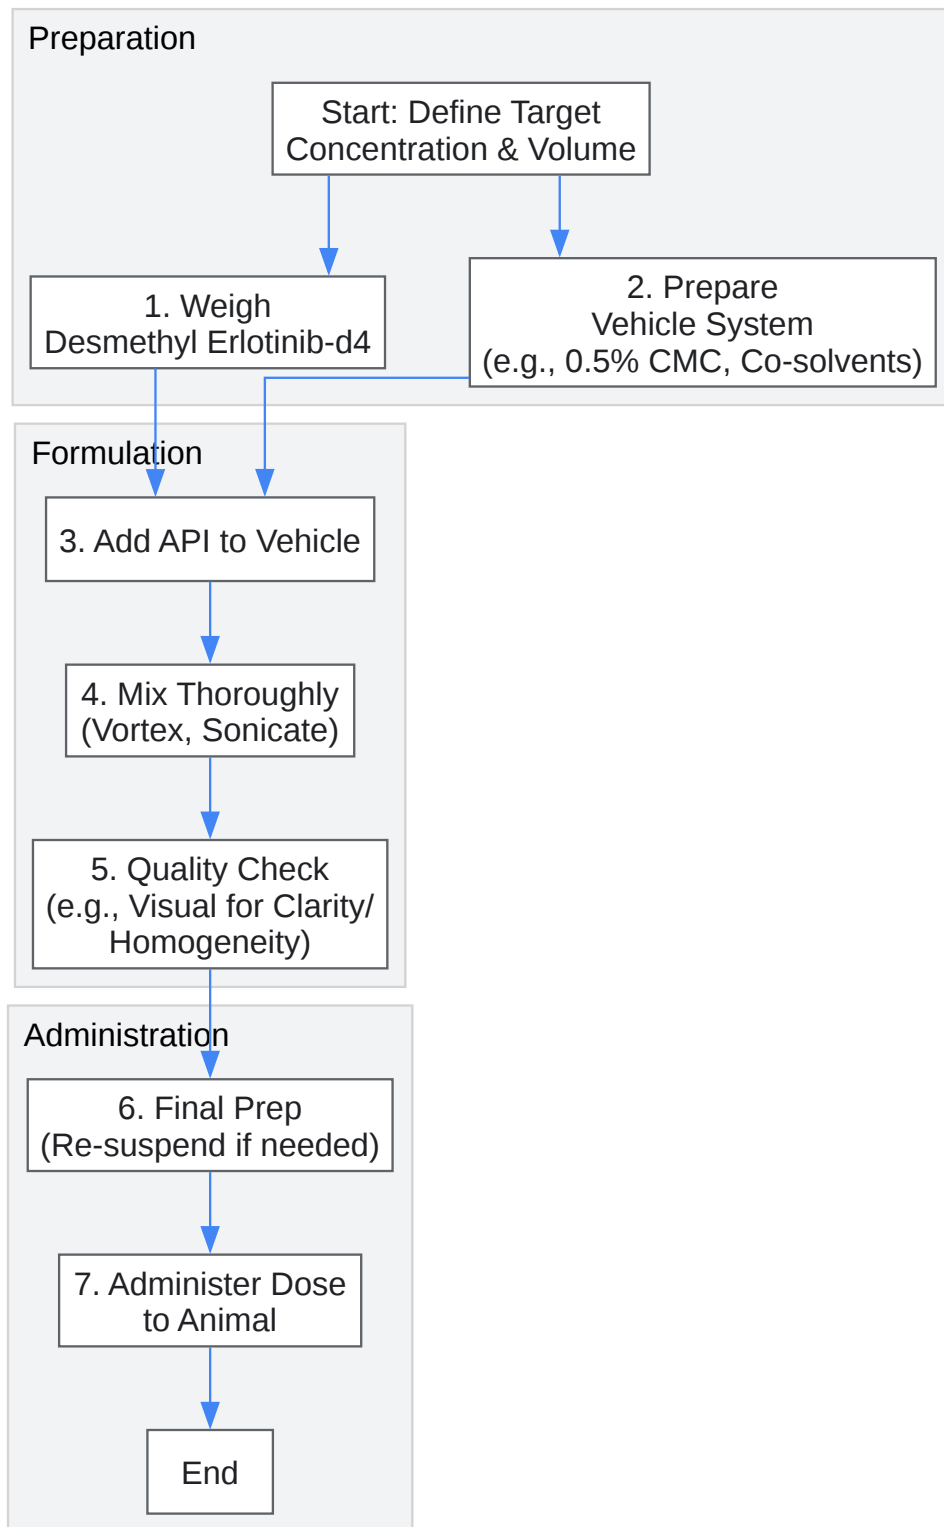 Preparation
Start: Define Target
Concentration & Volume
1. Weigh
Desmethyl Erlotinib-d4
2. Prepare
Vehicle System
(e.g., 0.5% CMC, Co-solvents)
Formulation
3. Add API to Vehicle
4. Mix Thoroughly
(Vortex, Sonicate)
5. Quality Check
(e.g., Visual for Clarity/
Homogeneity)
Administration
6. Final Prep
(Re-suspend if needed)
7. Administer Dose
to Animal
End